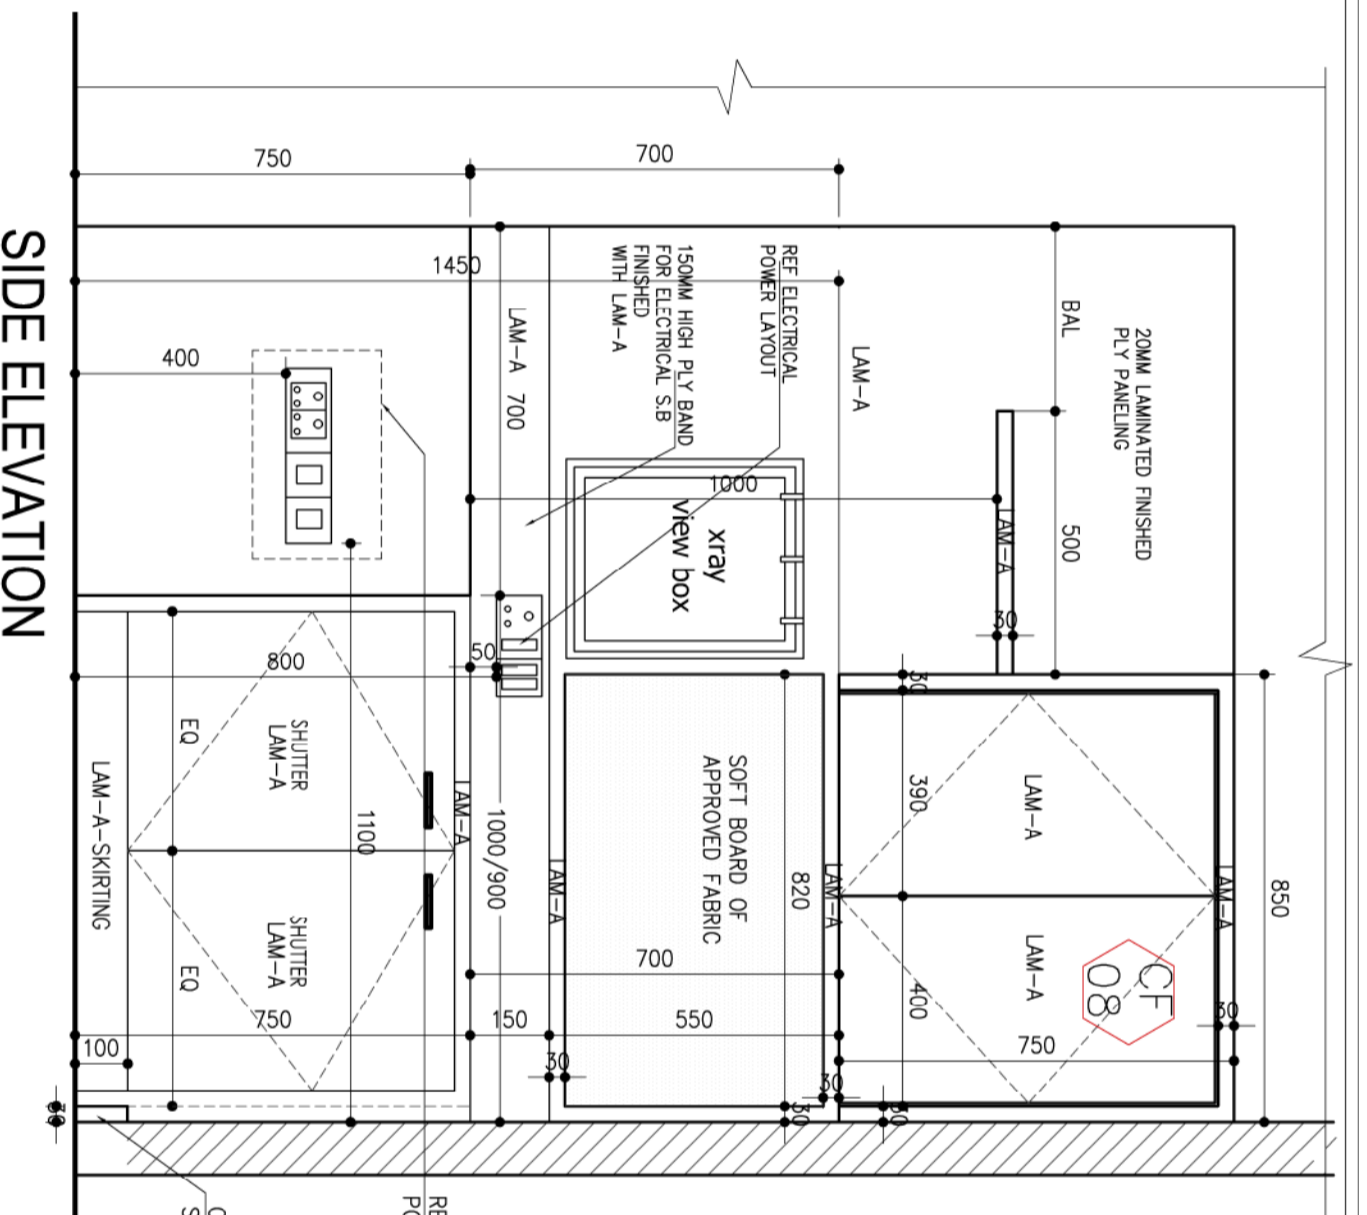 SIDE ELEVATION
750
700
1450
400
LAM-A 700
150MM HIGH PLY BAND
FOR ELECTRICAL S.B
FINISHED
WITH LAM-A
REF ELECTRICAL
POWER LAYOUT
LAM-A
BAL
20MM LAMINATED FINISHED
PLY PANELING
1000
xray
view box
LAM-A
500
30
50
800
EQ
SHUTTER
LAM-A
LAM-A
1100
LAM-A-SKIRTING
EQ
SHUTTER
LAM-A
1000/900
LAM-A
SOFT BOARD OF
APPROVED FABRIC
820
LAM-A
30
390
LAM-A
LAM-A
850
400
LAM-A
CF
08
30
750
700
750
150
550
100
30
30
30
30
30